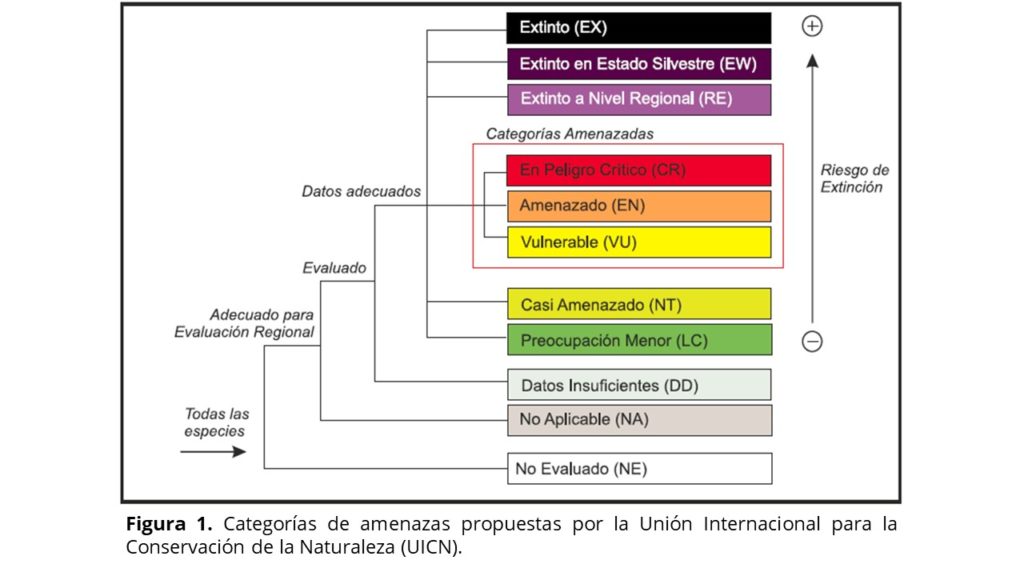 Extinto (EX)
Extinto en Estado Silvestre (EW)
Extinto a Nivel Regional (RE)
Categorías Amenazadas
En Peligro Critico (CR)
Riesgo de
Extinción
Datos adecuados
Amenazado (EN)
Vulnerable (VU)
Evaluado
Casi Amenazado (NT)
Adecuado para
Evaluación Regional
Preocupación Menor (LC)
Datos Insuficientes (DD)
Todas las
especies
No Aplicable (NA)
No Evaluado (NE)
Figura 1. Categorías de amenazas propuestas por la Unión Internacional para la
Conservación de la Naturaleza (UICN).